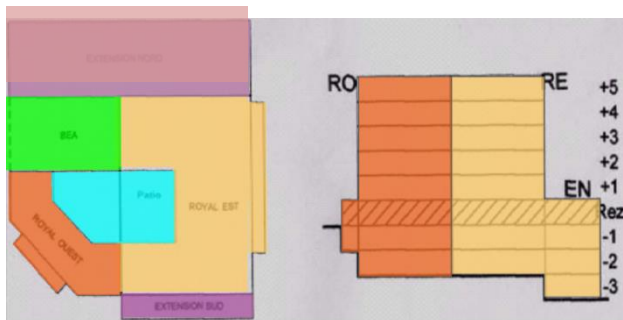 EXTENSION NORD
BEA
Patio
ROYAL EST
ROYAL OUEST
EXTENSION SUD
RO
RE
+5
+4
+3
+2
+1
EN
Rez
-1
-2
-3